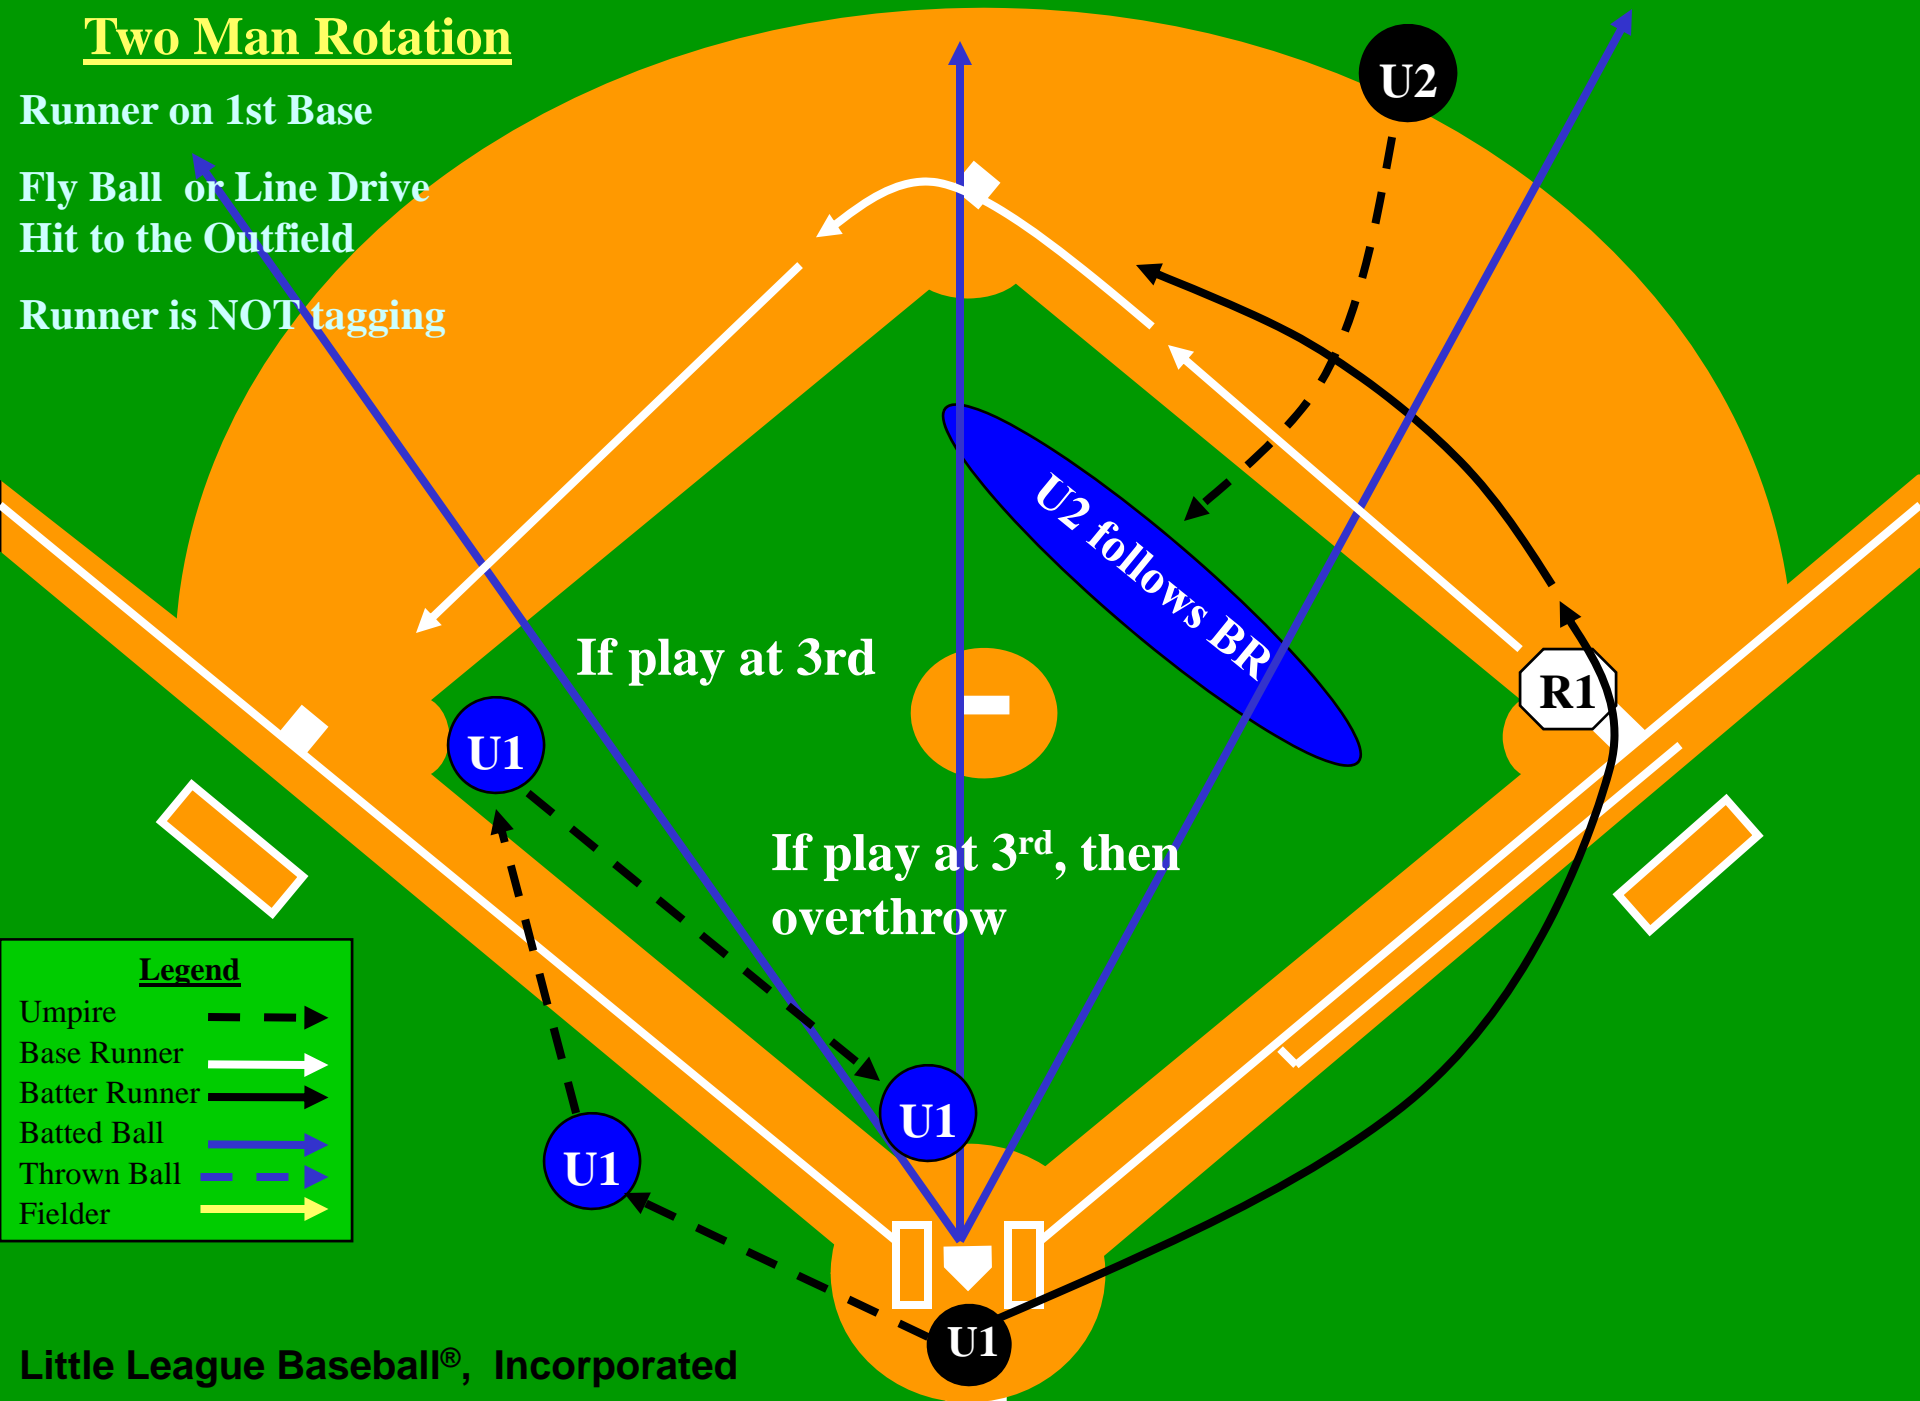 Two Man Rotation
Runner on 1st Base
Fly Ball or Line Drive
Hit to the Outfield
Runner is NOT tagging
U2
U2 follows BR
If play at 3rd
R1
U1
If play at 3rd, then
overthrow
U1
U1
Legend
Umpire
Base Runner
Batter Runner
Batted Ball
Thrown Ball
Fielder
U1
Little League Baseball®, Incorporated